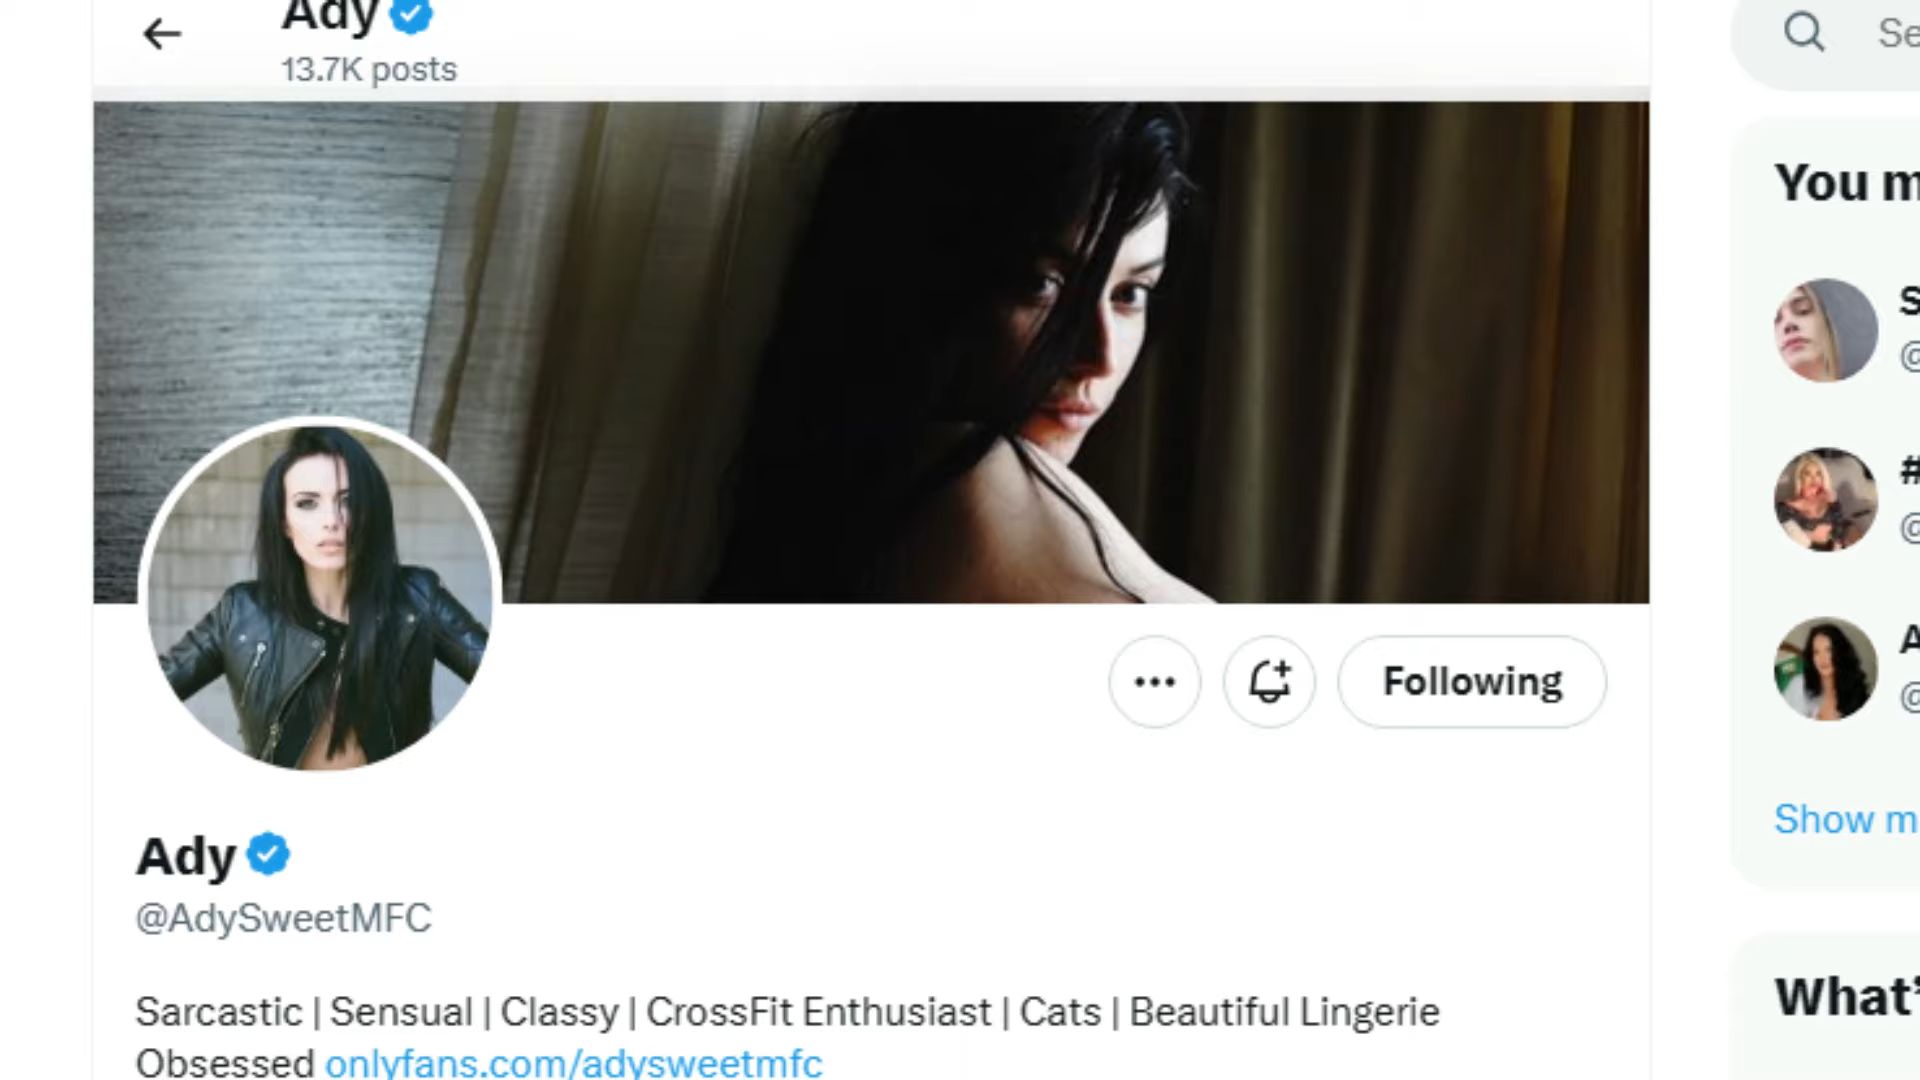 Ady
13.7K posts
Following
Ady
@AdySweetMFC
Sarcastic | Sensual | Classy | CrossFit Enthusiast | Cats | Beautiful Lingerie
Obsessed onlyfans.com/adysweetmfc
You m
Show m
What'